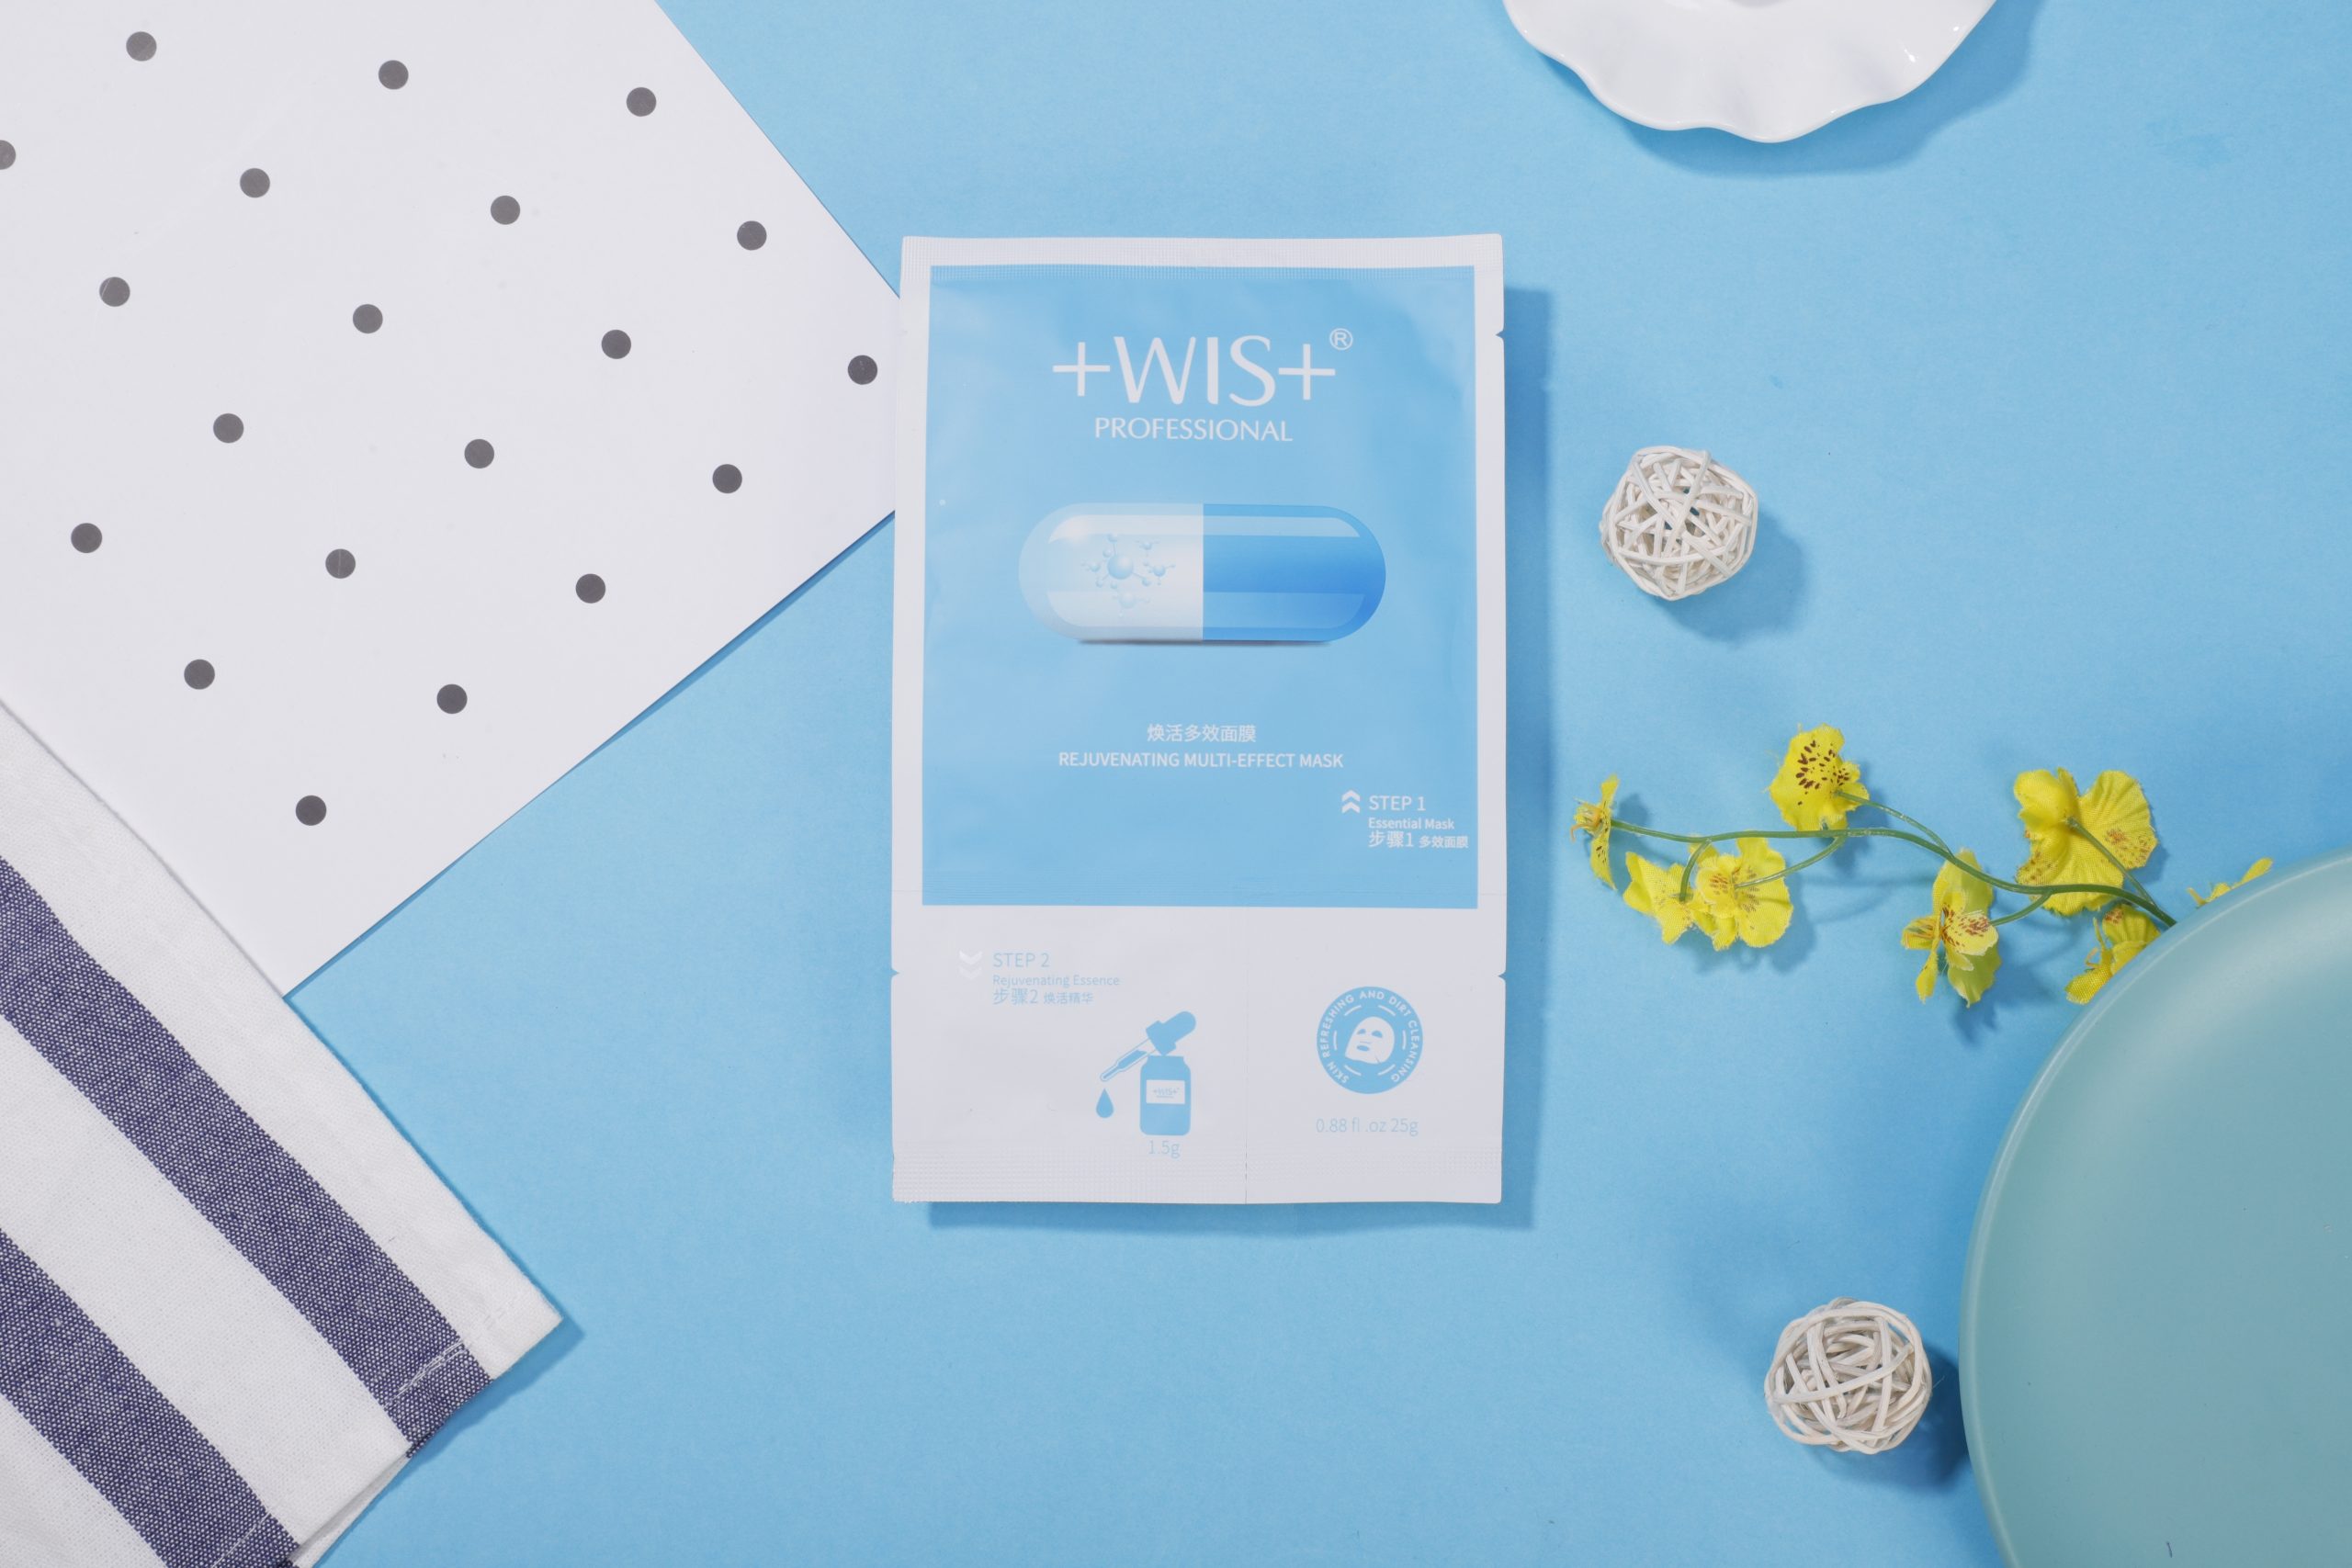 +WIS+®
PROFESSIONAL
焕活多效面膜
REJUVENATING MULTI-EFFECT MASK
STEP 1
Essential Mask
步骤1 多效面膜
STEP 2
Rejuvenating Essence
步骤2 焕活精华
+WIS+
1.5g
SKIN REFRESHING AND DIRT CLEANSING
0.88 fl .oz 25g